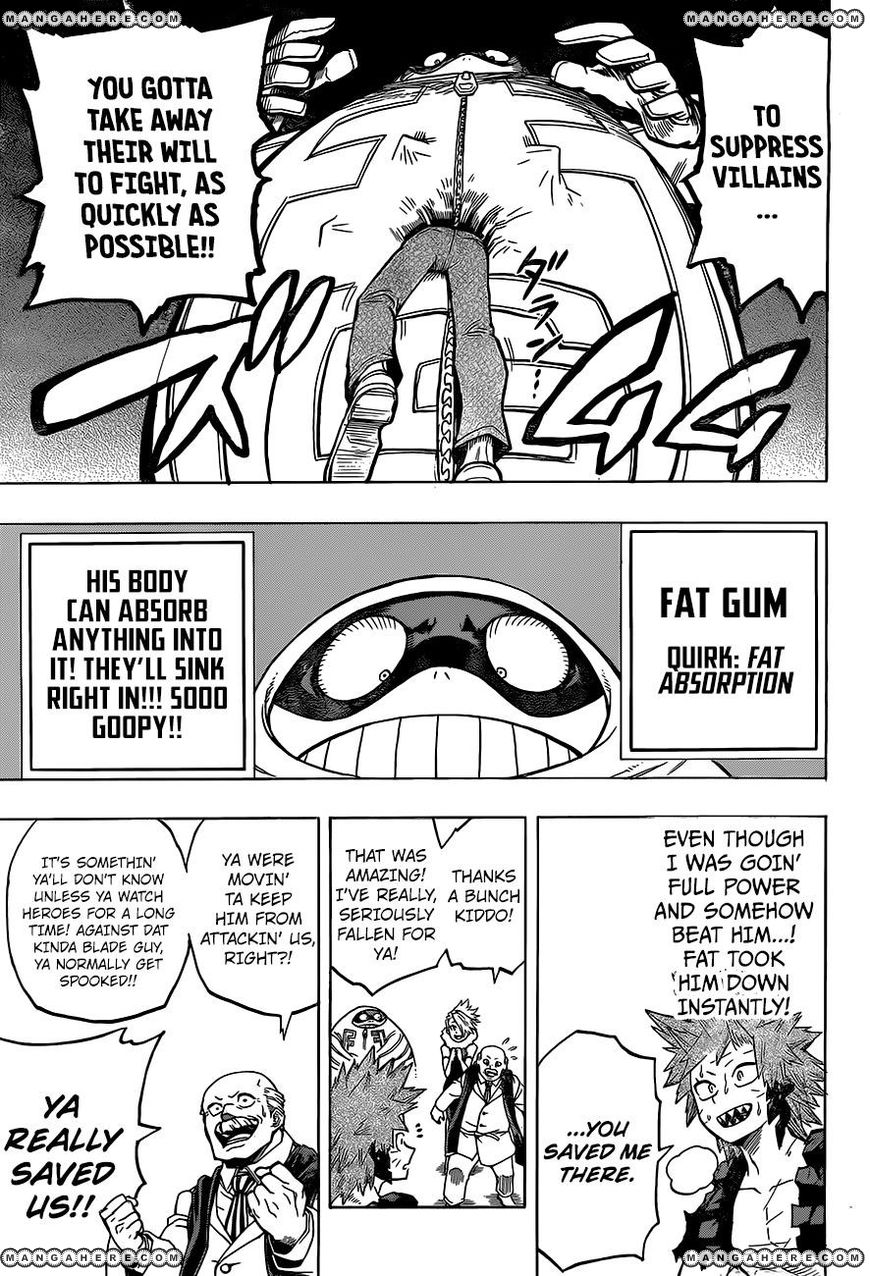 MANGAHERE.COM
MANGAHERE.COM
TO
SUPPRESS
VILLAINS
...
YOU GOTTA
TAKE AWAY
THEIR WILL
TO FIGHT, AS
QUICKLY AS
POSSIBLE!!
ズ
ダラン
FAT GUM
QUIRK: FAT
ABSORPTION
HIS BODY
CAN ABSORB
ANYTHING INTO
IT! THEY'LL SINK
RIGHT IN!!! SOOO
GOOPY!!
EVEN THOUGH
I WAS GOIN'
FULL POWER
AND SOMEHOW
BEAT HIM...!
FAT TOOK
HIM DOWN
INSTANTLY!
...YOU
SAVED ME
THERE.
THANKS
A BUNCH
KIDDO!
THAT WAS
AMAZING!
I'VE REALLY,
SERIOUSLY
FALLEN FOR
YA!
YA WERE
MOVIN'
TA KEEP
HIM FROM
ATTACKIN' US,
RIGHT?!
IT'S SOMETHIN'
YA'LL DON'T KNOW
UNLESS YA WATCH
HEROES FOR A LONG
TIME! AGAINST DAT
KINDA BLADE GUY,
YA NORMALLY GET
SPOOKED!!
YA
REALLY
SAVED
US!!
MANGAHERE.COM
MANGAHERE.COM